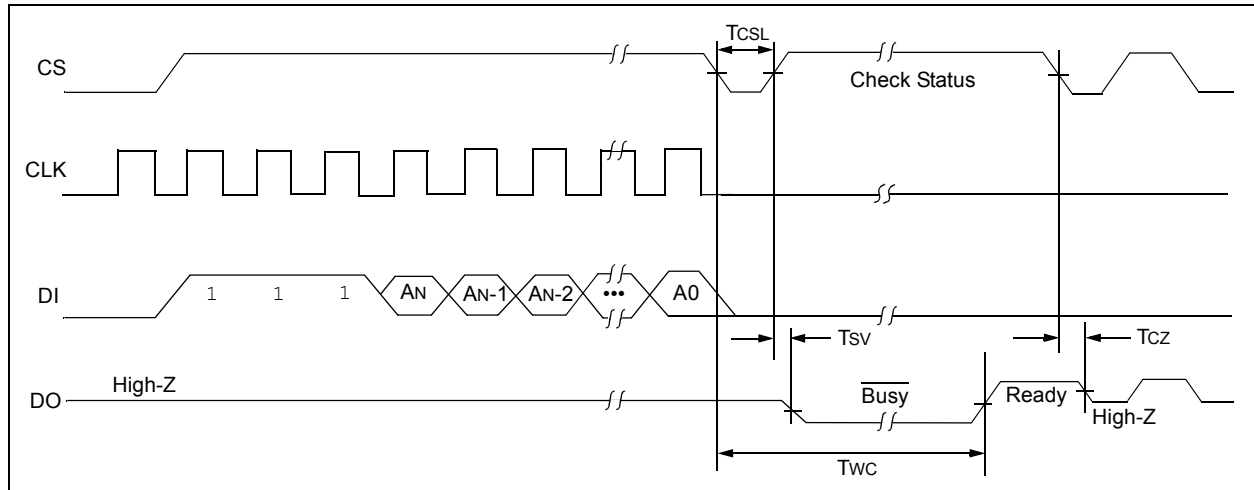 TCSL
CS
Check Status
CLK
DI
1 1 1 AN AN-1 AN-2 ••• A0
TSV
TCZ
High-Z
DO
Busy
Ready
High-Z
TWC